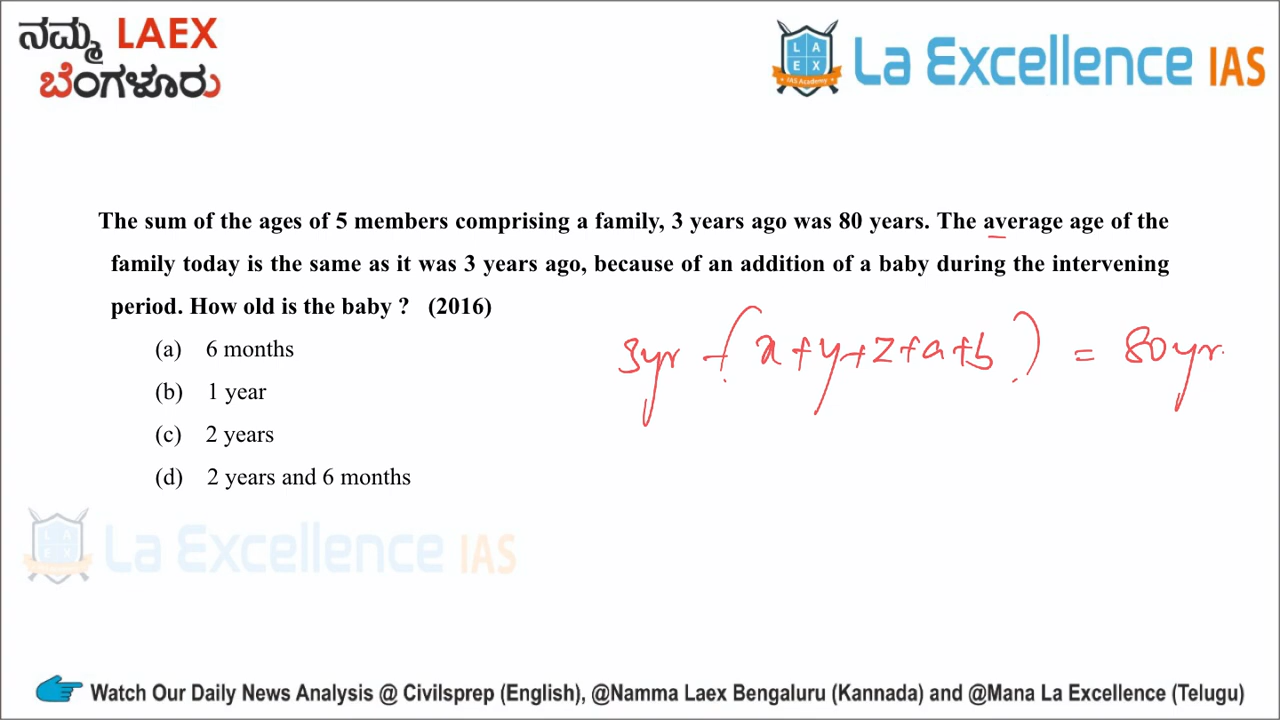 ನಮ್ಮ LAEX
ಬೆಂಗಳೂರು
L A
E X
IAS Academy
La Excellence IAS
The sum of the ages of 5 members comprising a family, 3 years ago was 80 years. The average age of the
family today is the same as it was 3 years ago, because of an addition of a baby during the intervening
period. How old is the baby ? (2016)
3yr - (x+y+z+a+b) = 80yr.
(a) 6 months
(b) 1 year
(c) 2 years
(d) 2 years and 6 months
L A
E X
La Excellence IAS
Watch Our Daily News Analysis @ Civilsprep (English), @Namma Laex Bengaluru (Kannada) and @Mana La Excellence (Telugu)